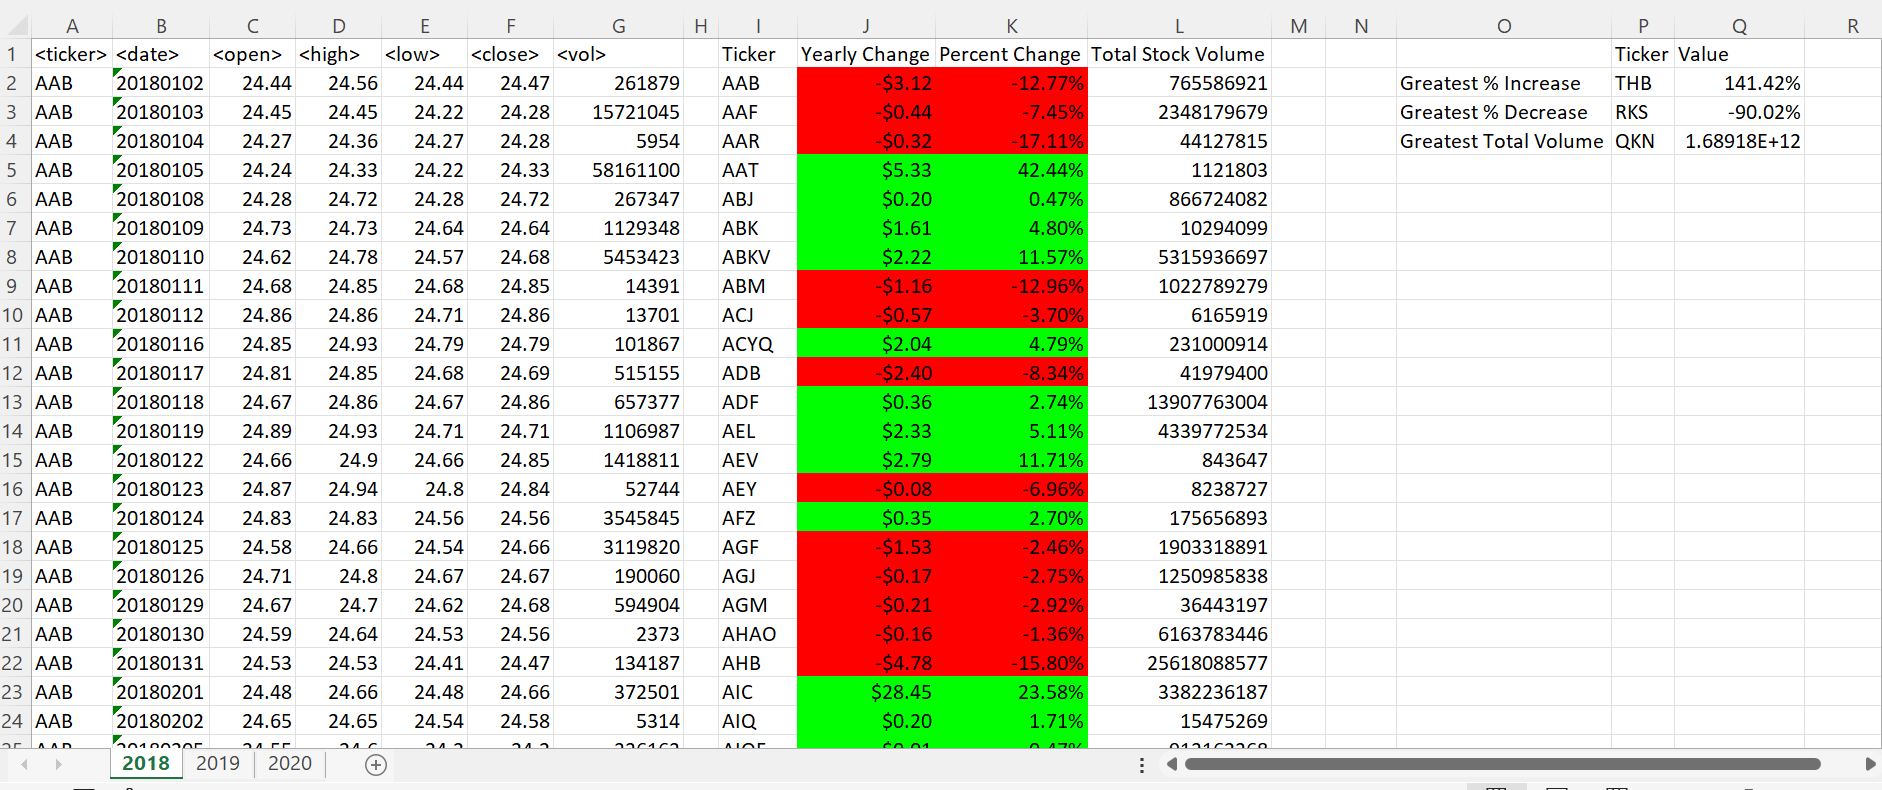 A B C D E F G H I J K L M N O P Q R
1 <ticker> <date> <open> <high> <low> <close> <vol> Ticker Yearly Change Percent Change Total Stock Volume Ticker Value
2 AAB 20180102 24.44 24.56 24.44 24.47 261879 AAB -$3.12 -12.77% 765586921 Greatest % Increase THB 141.42%
3 AAB 20180103 24.45 24.45 24.22 24.28 15721045 AAF -$0.44 -7.45% 2348179679 Greatest % Decrease RKS -90.02%
4 AAB 20180104 24.27 24.36 24.27 24.28 5954 AAR -$0.32 -17.11% 44127815 Greatest Total Volume QKN 1.68918E+12
5 AAB 20180105 24.24 24.33 24.22 24.33 58161100 AAT $5.33 42.44% 1121803
6 AAB 20180108 24.28 24.72 24.28 24.72 267347 ABJ $0.20 0.47% 866724082
7 AAB 20180109 24.73 24.73 24.64 24.64 1129348 ABK $1.61 4.80% 10294099
8 AAB 20180110 24.62 24.78 24.57 24.68 5453423 ABKV $2.22 11.57% 5315936697
9 AAB 20180111 24.68 24.85 24.68 24.85 14391 ABM -$1.16 -12.96% 1022789279
10 AAB 20180112 24.86 24.86 24.71 24.86 13701 ACJ -$0.57 -3.70% 6165919
11 AAB 20180116 24.85 24.93 24.79 24.79 101867 ACYQ $2.04 4.79% 231000914
12 AAB 20180117 24.81 24.85 24.68 24.69 515155 ADB -$2.40 -8.34% 41979400
13 AAB 20180118 24.67 24.86 24.67 24.86 657377 ADF $0.36 2.74% 13907763004
14 AAB 20180119 24.89 24.93 24.71 24.71 1106987 AEL $2.33 5.11% 4339772534
15 AAB 20180122 24.66 24.9 24.66 24.85 1418811 AEV $2.79 11.71% 843647
16 AAB 20180123 24.87 24.94 24.8 24.84 52744 AEY -$0.08 -6.96% 8238727
17 AAB 20180124 24.83 24.83 24.56 24.56 3545845 AFZ $0.35 2.70% 175656893
18 AAB 20180125 24.58 24.66 24.54 24.66 3119820 AGF -$1.53 -2.46% 1903318891
19 AAB 20180126 24.71 24.8 24.67 24.67 190060 AGJ -$0.17 -2.75% 1250985838
20 AAB 20180129 24.67 24.7 24.62 24.68 594904 AGM -$0.21 -2.92% 36443197
21 AAB 20180130 24.59 24.64 24.53 24.56 2373 AHAO -$0.16 -1.36% 6163783446
22 AAB 20180131 24.53 24.53 24.41 24.47 134187 AHB -$4.78 -15.80% 25618088577
23 AAB 20180201 24.48 24.66 24.48 24.66 372501 AIC $28.45 23.58% 3382236187
24 AAB 20180202 24.65 24.65 24.54 24.58 5314 AIQ $0.20 1.71% 15475269
2018 2019 2020